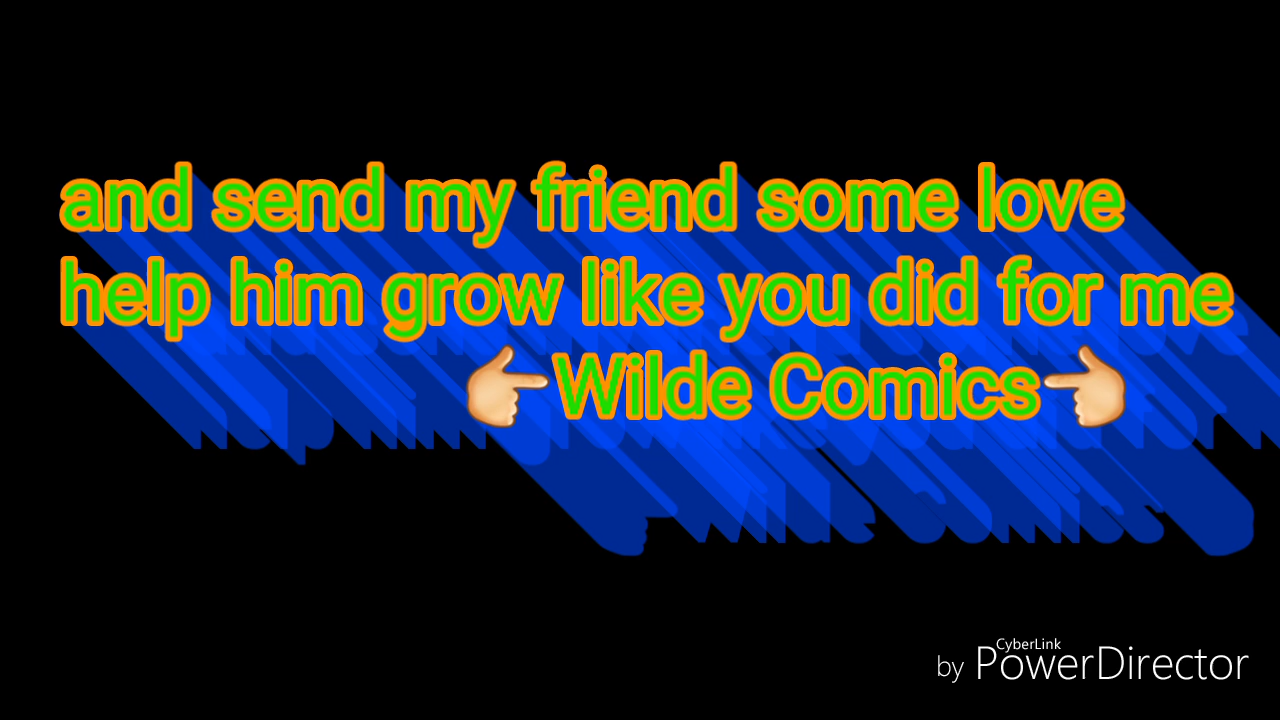 and send my friend some love
help him grow like you did for me
👉Wilde Comics👈
by CyberLink PowerDirector